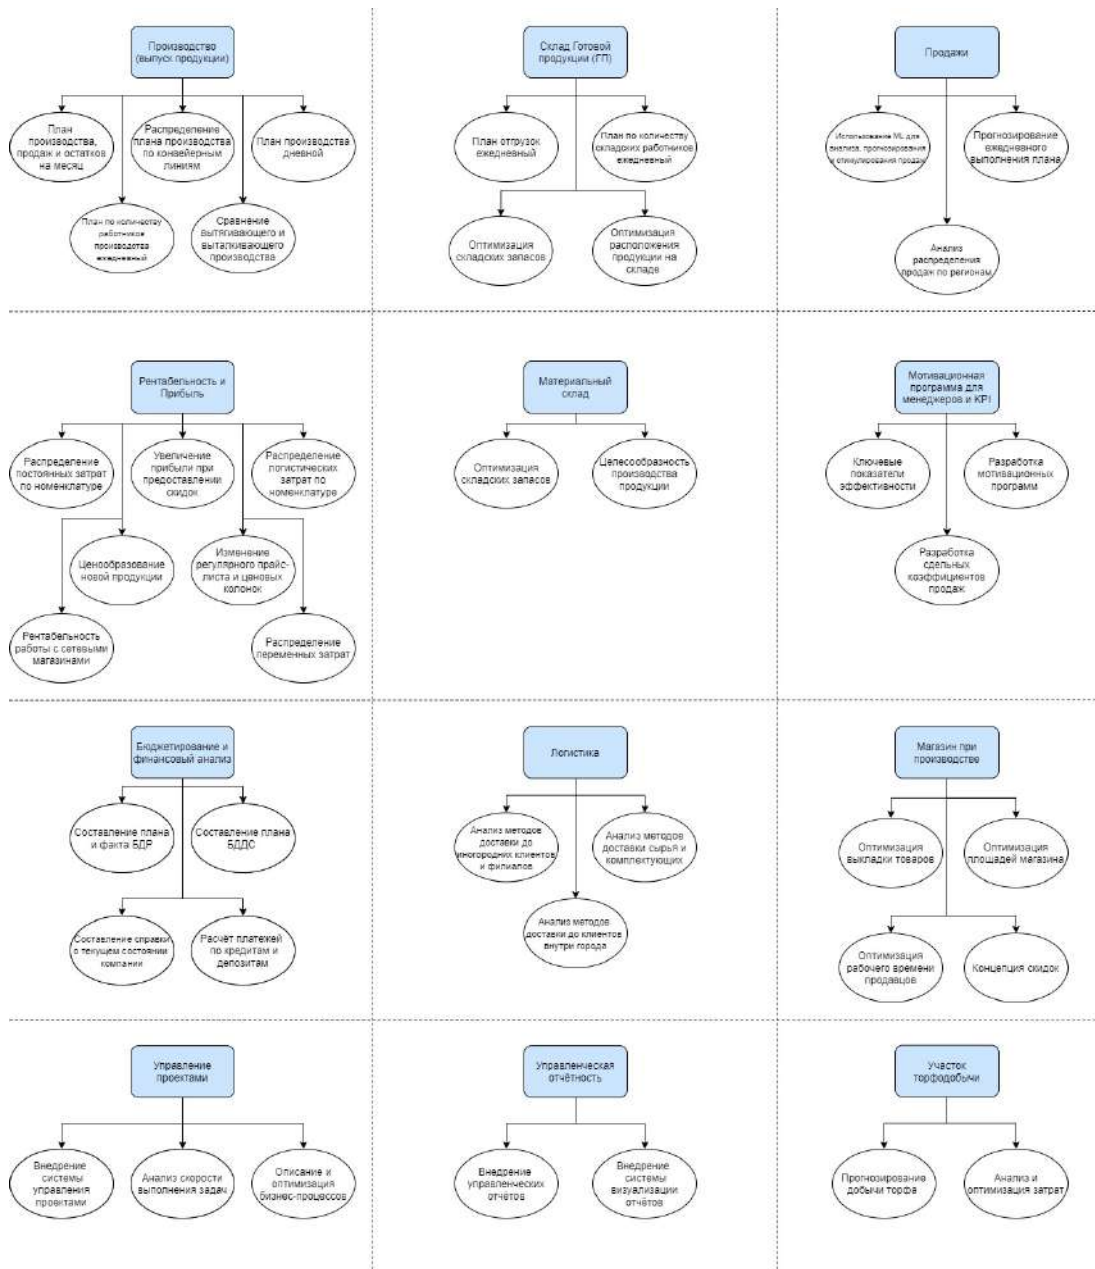 Производство
(выпуск продукции)
План
производства,
продаж и остатков
на месяц
Распределение
плана производства
по конвейерным
линиям
План производства
дневной
План по количеству
работников
производства
ежедневный
Сравнение
вытягивающего и
выталкивающего
производства
Склад Готовой
продукции (ГП)
План отгрузок
ежедневный
План по количеству
складских работников
ежедневный
Оптимизация
складских запасов
Оптимизация
расположения
продукции на
складе
Продажи
Использование ML для
анализа, прогнозирования
и стимулирования продаж
Прогнозирование
ежедневного
выполнения плана
Анализ
распределения
продаж по регионам
Рентабельность и
Прибыль
Распределение
постоянных затрат
по номенклатуре
Увеличение
прибыли при
предоставлении
скидок
Распределение
логистических
затрат по
номенклатуре
Ценообразование
новой продукции
Изменение
регулярного прайс-
листа и ценовых
колонок
Рентабельность
работы с сетевыми
магазинами
Распределение
переменных затрат
Материальный
склад
Оптимизация
складских запасов
Целесообразность
производства
продукции
Мотивационная
программа для
менеджеров и KPI
Ключевые
показатели
эффективности
Разработка
мотивационных
программ
Разработка
сдельных
коэффициентов
продаж
Бюджетирование и
финансовый анализ
Составление плана
и факта БДР
Составление плана
БДДС
Составление справки
о текущем состоянии
компании
Расчёт платежей
по кредитам и
депозитам
Логистика
Анализ методов
доставки до
иногородних клиентов
и филиалов
Анализ методов
доставки сырья и
комплектующих
Анализ методов
доставки до клиентов
внутри города
Магазин при
производстве
Оптимизация
выкладки товаров
Оптимизация
площадей магазина
Оптимизация
рабочего времени
продавцов
Концепция скидок
Управление
проектами
Внедрение
системы
управления
проектами
Анализ скорости
выполнения задач
Описание и
оптимизация
бизнес-процессов
Управленческая
отчётность
Внедрение
управленческих
отчётов
Внедрение
системы
визуализации
отчётов
Участок
торфодобычи
Прогнозирование
добычи торфа
Анализ и
оптимизация затрат